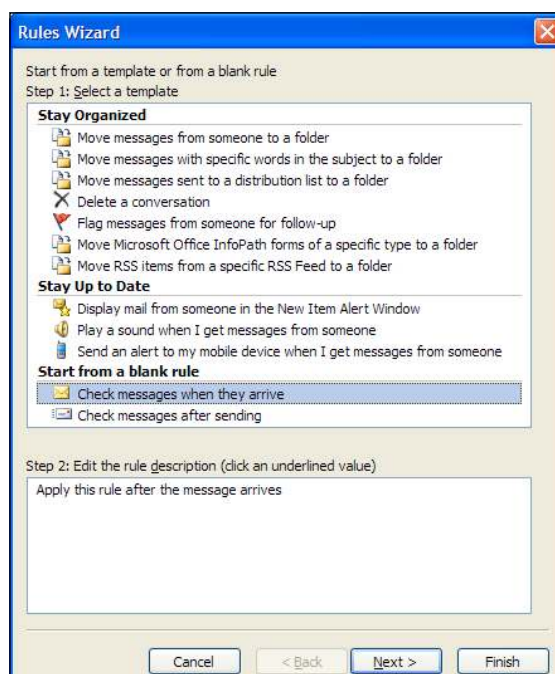 Rules Wizard
Start from a template or from a blank rule
Step 1: Select a template
Stay Organized
Move messages from someone to a folder
Move messages with specific words in the subject to a folder
Move messages sent to a distribution list to a folder
Delete a conversation
Flag messages from someone for follow-up
Move Microsoft Office InfoPath forms of a specific type to a folder
Move RSS items from a specific RSS Feed to a folder
Stay Up to Date
Display mail from someone in the New Item Alert Window
Play a sound when I get messages from someone
Send an alert to my mobile device when I get messages from someone
Start from a blank rule
Check messages when they arrive
Check messages after sending
Step 2: Edit the rule description (click an underlined value)
Apply this rule after the message arrives
Cancel < Back Next > Finish